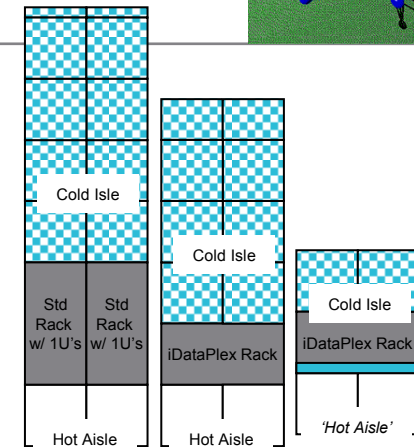 Cold Isle
Std
Rack
w/ 1U's
Std
Rack
w/ 1U's
Hot Aisle
Cold Isle
iDataPlex Rack
Hot Aisle
Cold Isle
iDataPlex Rack
'Hot Aisle'